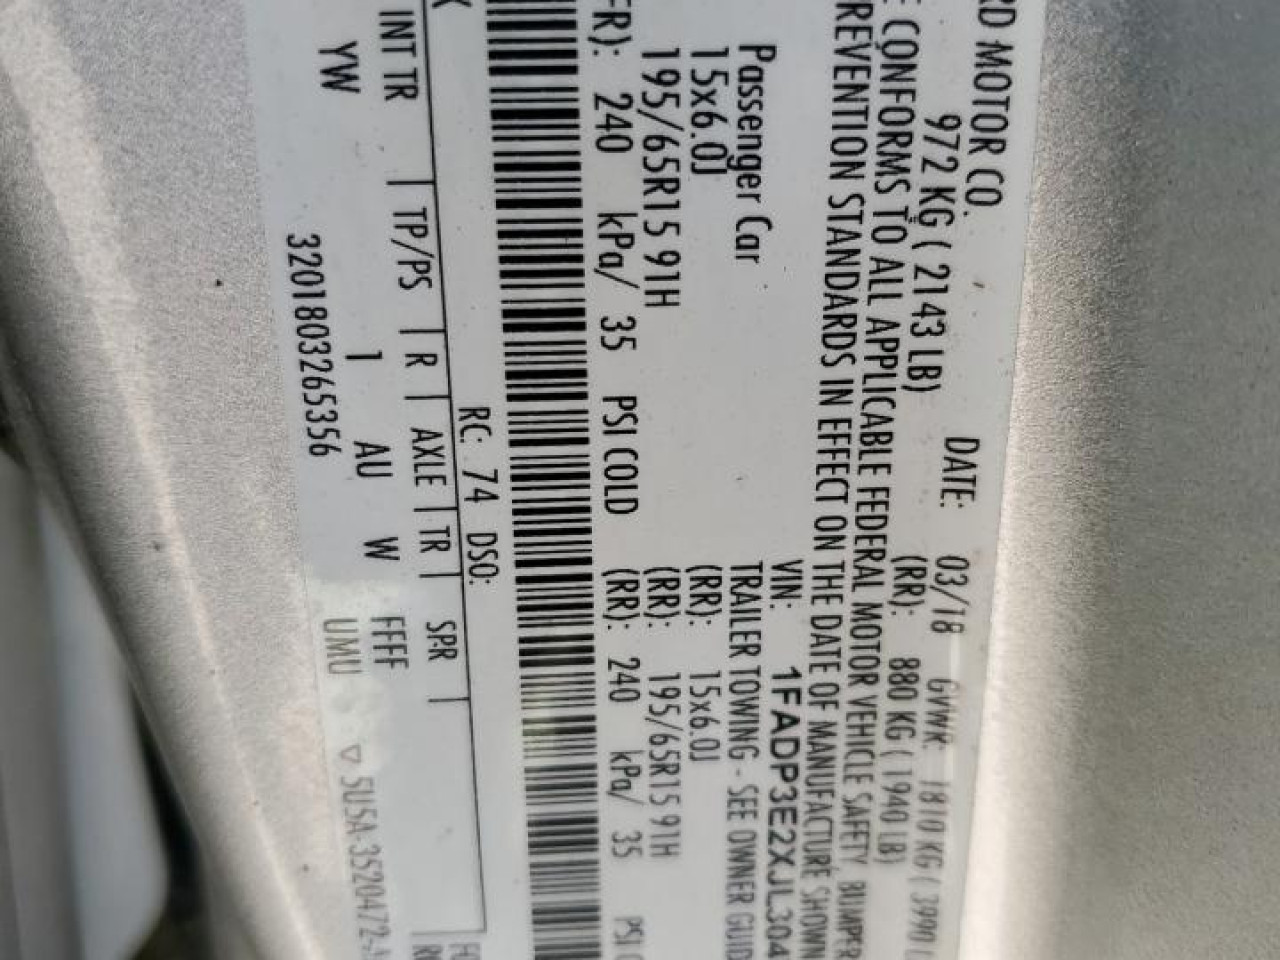 RD MOTOR CO.
DATE: 03/18 GVWR: 1810 KG ( 3990 L
972 KG ( 2143 LB) (RR): 880 KG ( 1940 LB)
E CONFORMS TO ALL APPLICABLE FEDERAL MOTOR VEHICLE SAFETY, BUMPER
REVENTION STANDARDS IN EFFECT ON THE DATE OF MANUFACTURE SHOWN
VIN: 1FADP3E2XJL304
Passenger Car TRAILER TOWING - SEE OWNER GUID
15x6.0J (RR): 15x6.0J
195/65R15 91H (RR): 195/65R15 91H
FR): 240 kPa/ 35 PSI COLD (RR): 240 kPa/ 35 PSI C
RC: 74 DSO:
INT TR TP/PS R AXLE TR SPR
YW 1 AU W FFFF
3201803265356 UMU ▽ 5U5A-3520472-